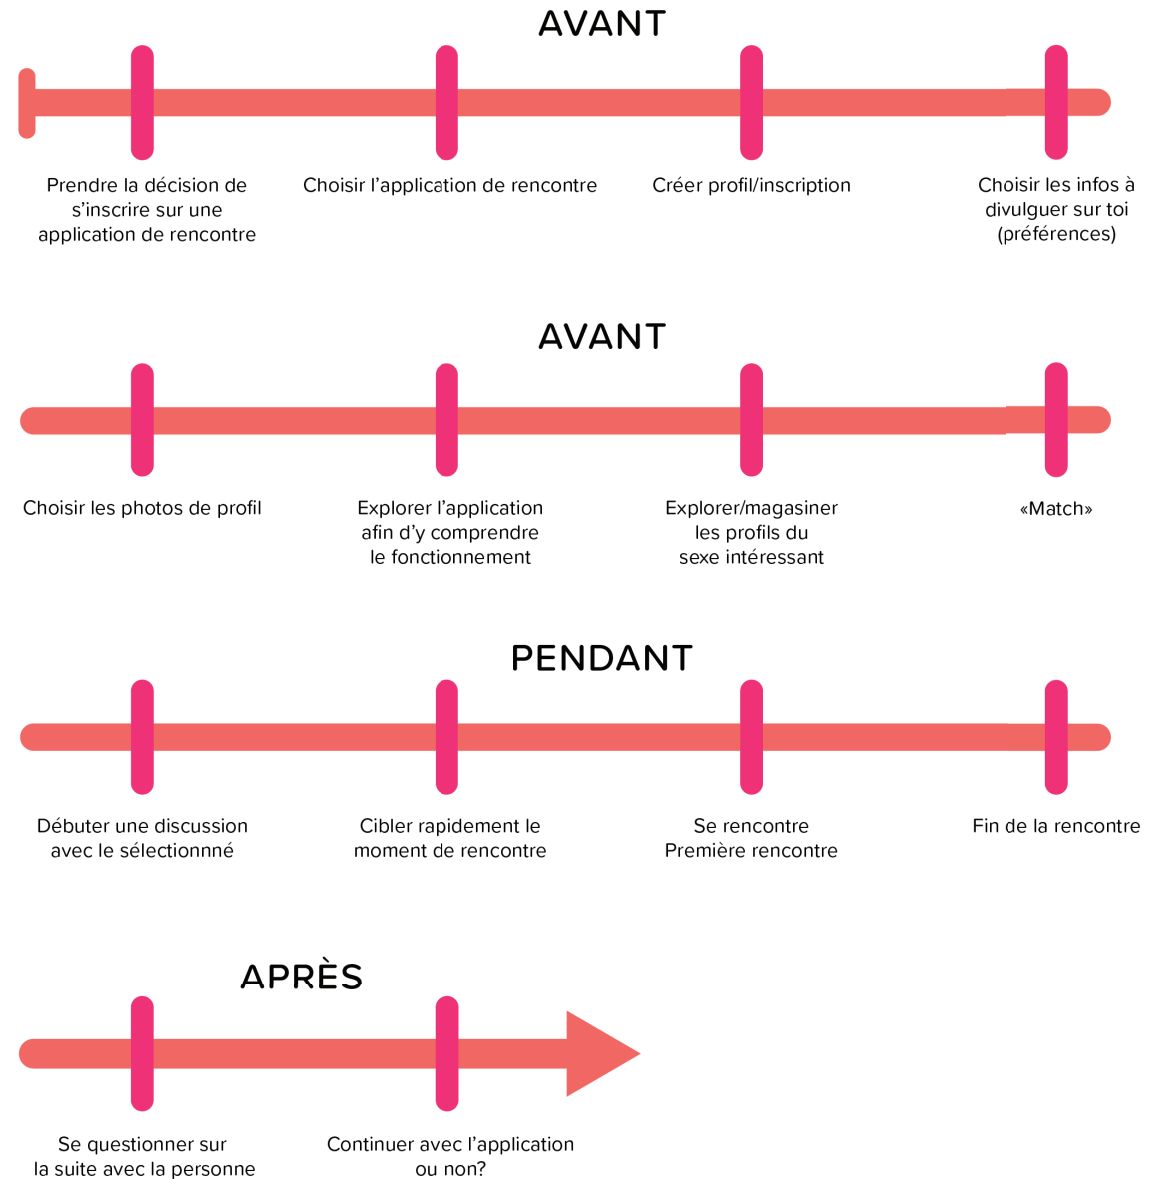 AVANT
Prendre la décision de
s'inscrire sur une
application de rencontre
Choisir l'application de rencontre
Créer profil/inscription
Choisir les infos à
divulguer sur toi
(préférences)
AVANT
Choisir les photos de profil
Explorer l'application
afin d'y comprendre
le fonctionnement
Explorer/magasiner
les profils du
sexe intéressant
«Match»
PENDANT
Débuter une discussion
avec le sélectionnné
Cibler rapidement le
moment de rencontre
Se rencontre
Première rencontre
Fin de la rencontre
APRÈS
Se questionner sur
la suite avec la personne
Continuer avec l'application
ou non?